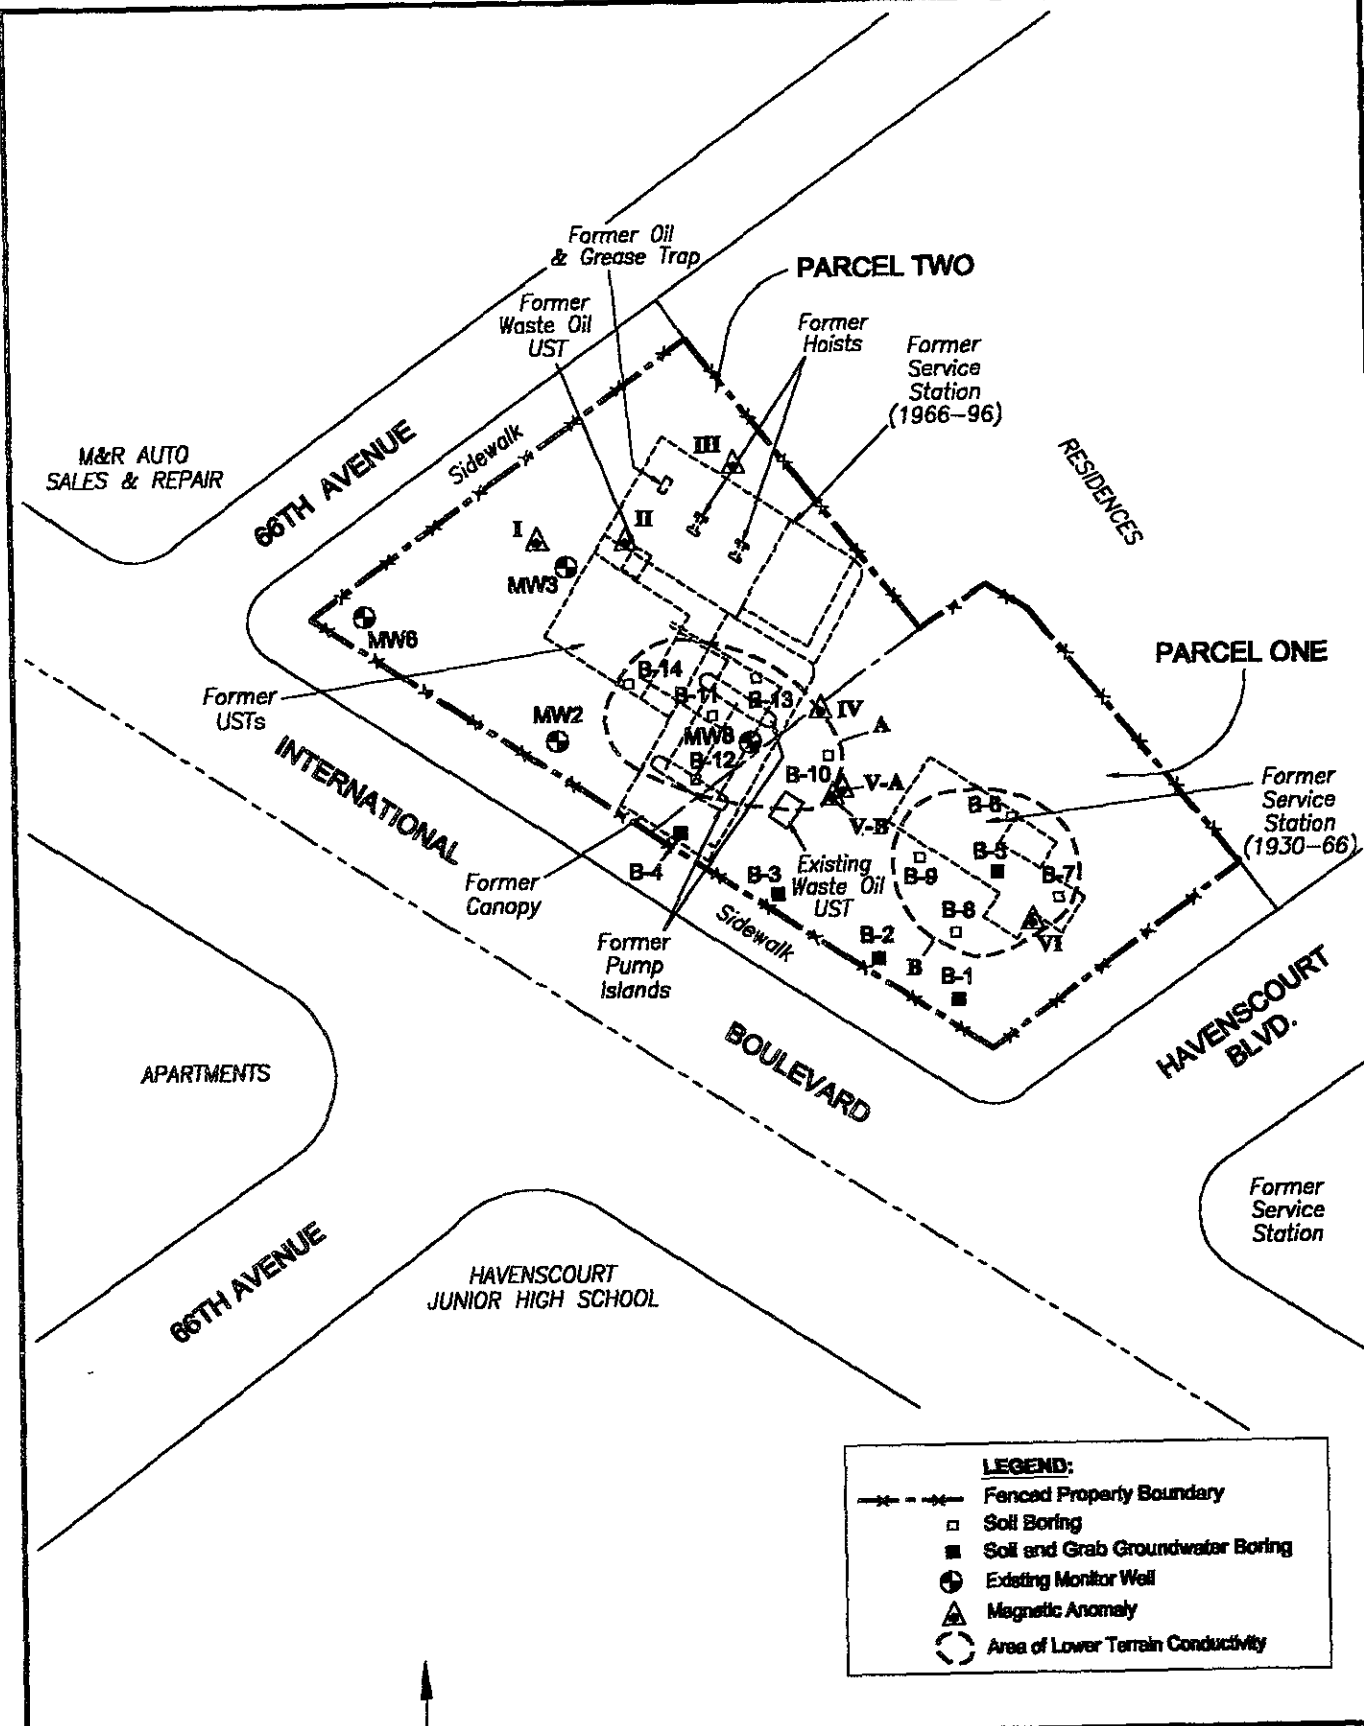 Former Oil
& Grease Trap
PARCEL TWO
Former
Waste Oil
UST
Former
Hoists
Former
Service
Station
(1966-96)
M&R AUTO
SALES & REPAIR
66TH AVENUE
Sidewalk
RESIDENCES
III
I
II
MW3
MW6
PARCEL ONE
B-14
B-11
B-13
Former
USTs
MW2
MW8
B-12
IV
A
B-10
V-A
V-B
INTERNATIONAL
Former
Service
Station
(1930-66)
B-6
B-5
B-7
B-9
B-4
B-3
Existing
Waste Oil
UST
Former
Canopy
B-8
VI
Sidewalk
B-2
B
B-1
Former
Pump
Islands
HAVENSCOURT
BLVD.
BOULEVARD
APARTMENTS
Former
Service
Station
66TH AVENUE
HAVENSCOURT
JUNIOR HIGH SCHOOL
LEGEND:
Fenced Property Boundary
Soil Boring
Soil and Grab Groundwater Boring
Existing Monitor Well
Magnetic Anomaly
Area of Lower Terrain Conductivity